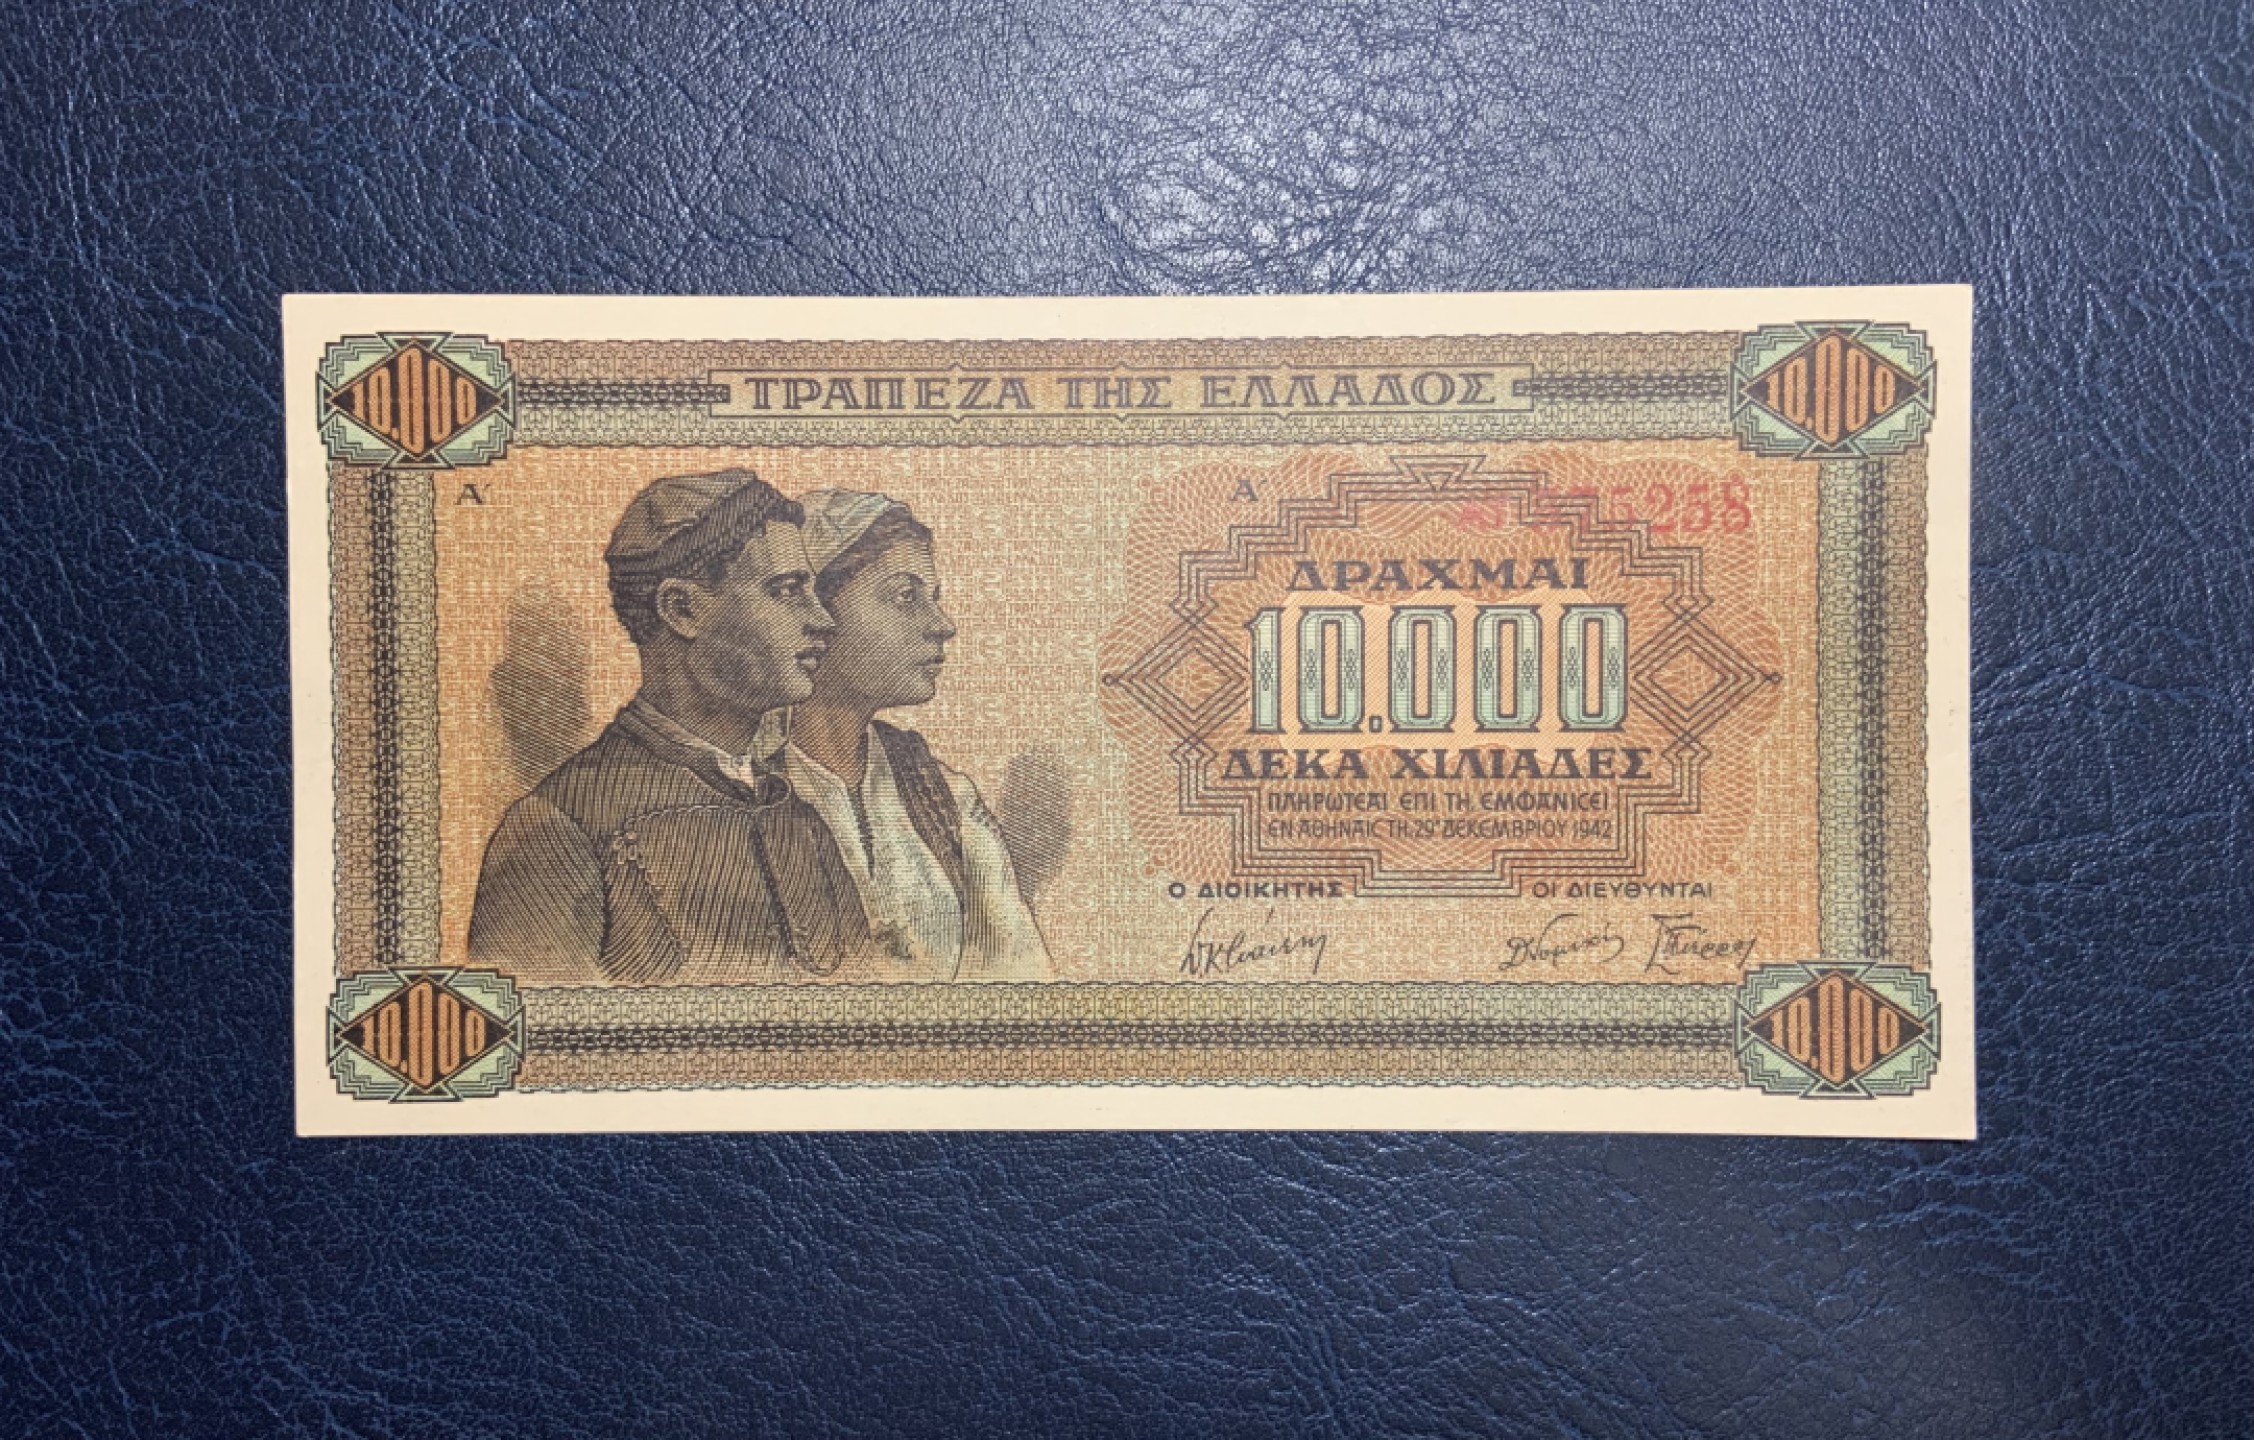 10.000 10.000
ΤΡΑΠΕΖΑ ΤΗΣ ΕΛΛΑΔΟΣ
Α΄ Α΄
ΔΡΑΧΜΑΙ
10.000
ΔΕΚΑ ΧΙΛΙΑΔΕΣ
ΠΛΗΡΩΤΕΑΙ ΕΠΙ ΤΗ ΕΜΦΑΝΙϹΕΙ
ΕΝ ΑΘΗΝΑΙϹ ΤΗ 29ῃ ΔΕΚΕΜΒΡΙΟΥ 1942
Ο ΔΙΟΙΚΗΤΗΣ ΟΙ ΔΙΕΥΘΥΝΤΑΙ
10.000 10.000